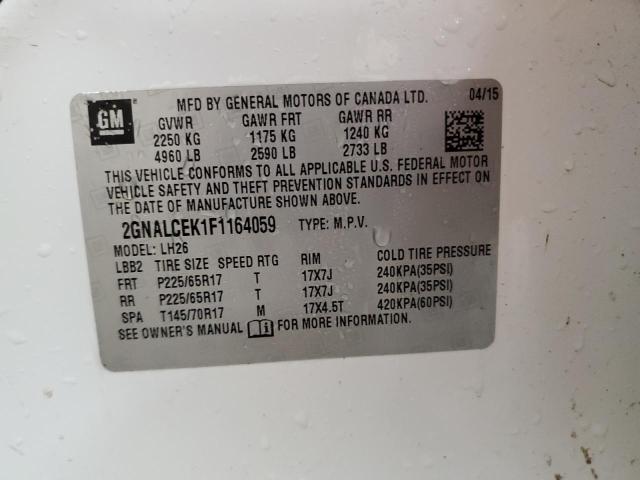 GM
MFD BY GENERAL MOTORS OF CANADA LTD. 04/15
GVWR GAWR FRT GAWR RR
2250 KG 1175 KG 1240 KG
4960 LB 2590 LB 2733 LB
THIS VEHICLE CONFORMS TO ALL APPLICABLE U.S. FEDERAL MOTOR
VEHICLE SAFETY AND THEFT PREVENTION STANDARDS IN EFFECT ON
THE DATE OF MANUFACTURE SHOWN ABOVE.
2GNALCEK1F1164059 TYPE: M.P.V.
MODEL: LH26
LBB2 TIRE SIZE SPEED RTG RIM COLD TIRE PRESSURE
FRT P225/65R17 T 17X7J 240KPA(35PSI)
RR P225/65R17 T 17X7J 240KPA(35PSI)
SPA T145/70R17 M 17X4.5T 420KPA(60PSI)
SEE OWNER'S MANUAL FOR MORE INFORMATION.